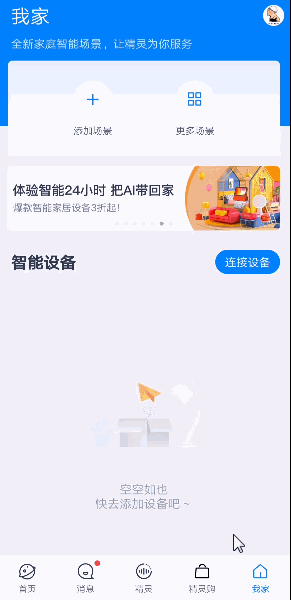 我家
全新家庭智能场景，让精灵为你服务
添加场景
更多场景
体验智能24小时 把AI带回家
爆款智能家居设备3折起！
智能设备
连接设备
空空如也
快去添加设备吧 ~
首页
消息
精灵
精灵购
我家